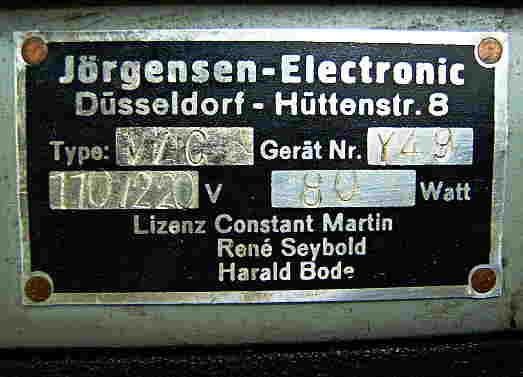 Jörgensen-Electronic
Düsseldorf - Hüttenstr. 8
Type: VZC Gerät Nr. Y49
110/220 V 80 Watt
Lizenz Constant Martin
René Seybold
Harald Bode